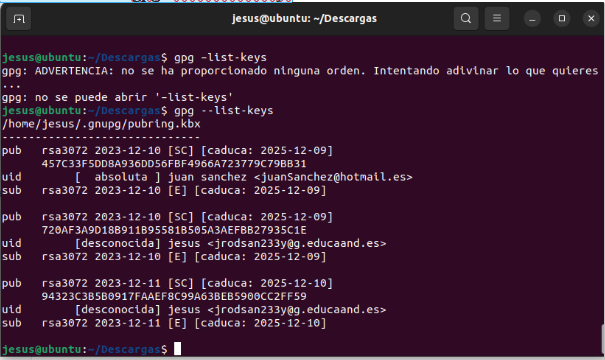 jesus@ubuntu: ~/Descargas
jesus@ubuntu:~/Descargas$ gpg –list-keys
gpg: ADVERTENCIA: no se ha proporcionado ninguna orden. Intentando adivinar lo que quieres
...
gpg: no se puede abrir '–list-keys'
jesus@ubuntu:~/Descargas$ gpg --list-keys
/home/jesus/.gnupg/pubring.kbx
------------------------------
pub   rsa3072 2023-12-10 [SC] [caduca: 2025-12-09]
      457C33F5DD8A936DD56FBF4966A723779C79BB31
uid        [  absoluta ] juan sanchez <juanSanchez@hotmail.es>
sub   rsa3072 2023-12-10 [E] [caduca: 2025-12-09]
pub   rsa3072 2023-12-10 [SC] [caduca: 2025-12-09]
      720AF3A9D18B911B95581B505A3AEFBB27935C1E
uid        [desconocida] jesus <jrodsan233y@g.educaand.es>
sub   rsa3072 2023-12-10 [E] [caduca: 2025-12-09]
pub   rsa3072 2023-12-11 [SC] [caduca: 2025-12-10]
      94323C3B5B0917FAAEF8C99A63BEB5900CC2FF59
uid        [desconocida] jesus <jrodsan233y@g.educaand.es>
sub   rsa3072 2023-12-11 [E] [caduca: 2025-12-10]
jesus@ubuntu:~/Descargas$